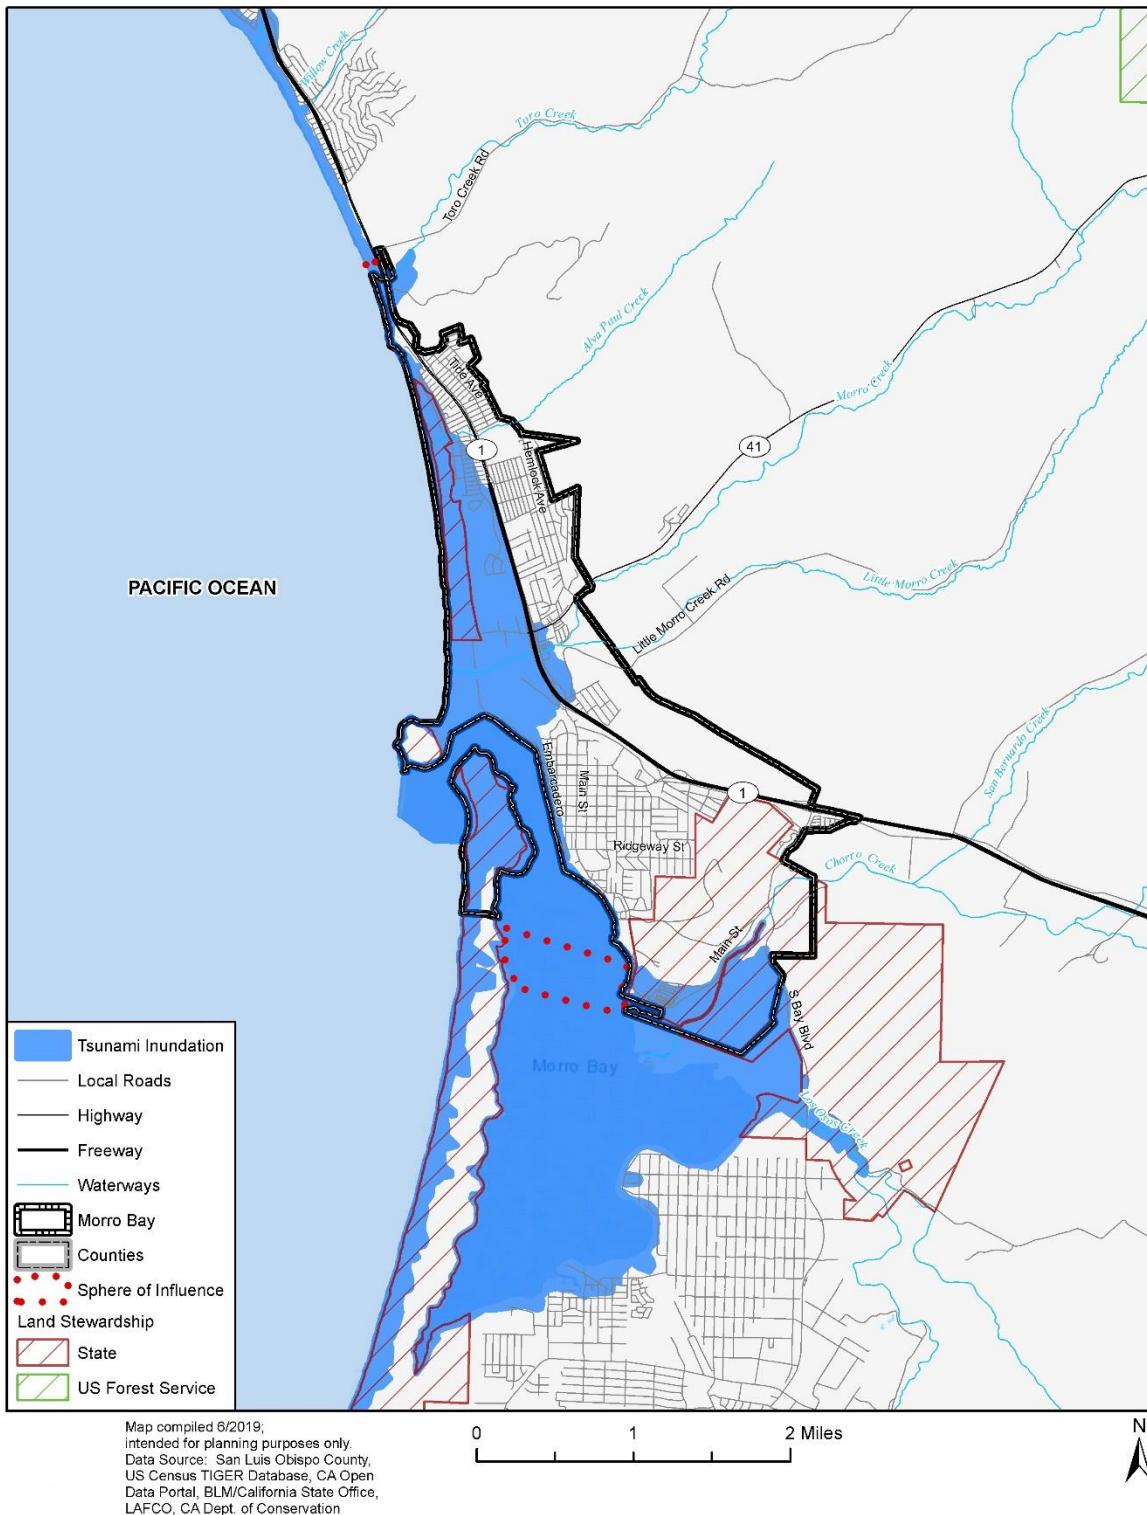 Willow Creek
Toro Creek
Toro Creek Rd
Alva Paul Creek
Tide Ave
Morro Creek
1
41
Hemlock Ave
PACIFIC OCEAN
Little Morro Creek
Little Morro Creek Rd
San Bernardo Creek
Embarcadero
Main St
1
Ridgeway St
Chorro Creek
Main St
S Bay Blvd
Morro Bay
Los Osos Creek
Tsunami Inundation
Local Roads
Highway
Freeway
Waterways
Morro Bay
Counties
Sphere of Influence
Land Stewardship
State
US Forest Service
Map compiled 6/2019;
intended for planning purposes only.
Data Source: San Luis Obispo County,
US Census TIGER Database, CA Open
Data Portal, BLM/California State Office,
LAFCO, CA Dept. of Conservation
0 1 2 Miles
N